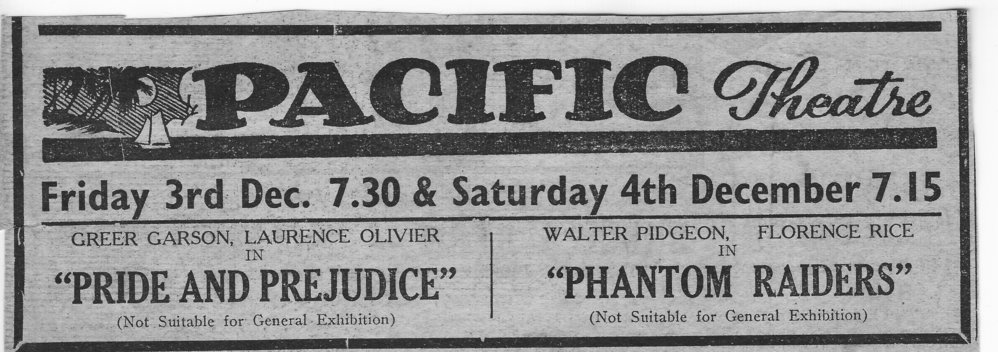 PACIFIC Theatre
Friday 3rd Dec. 7.30 & Saturday 4th December 7.15
GREER GARSON, LAURENCE OLIVIER
IN
"PRIDE AND PREJUDICE"
(Not Suitable for General Exhibition)
WALTER PIDGEON, FLORENCE RICE
IN
"PHANTOM RAIDERS"
(Not Suitable for General Exhibition)